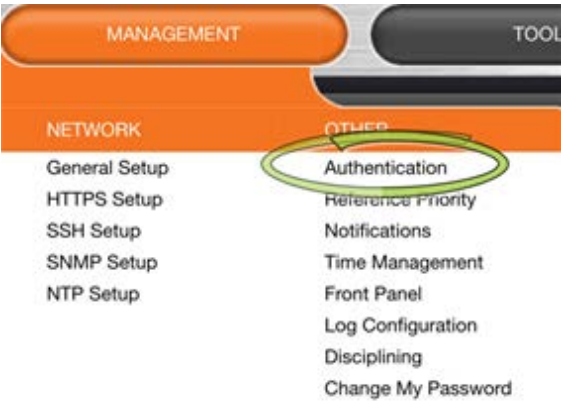 MANAGEMENT
TOOL
NETWORK
OTHER
General Setup
Authentication
HTTPS Setup
Reference Priority
SSH Setup
Notifications
SNMP Setup
Time Management
NTP Setup
Front Panel
Log Configuration
Disciplining
Change My Password